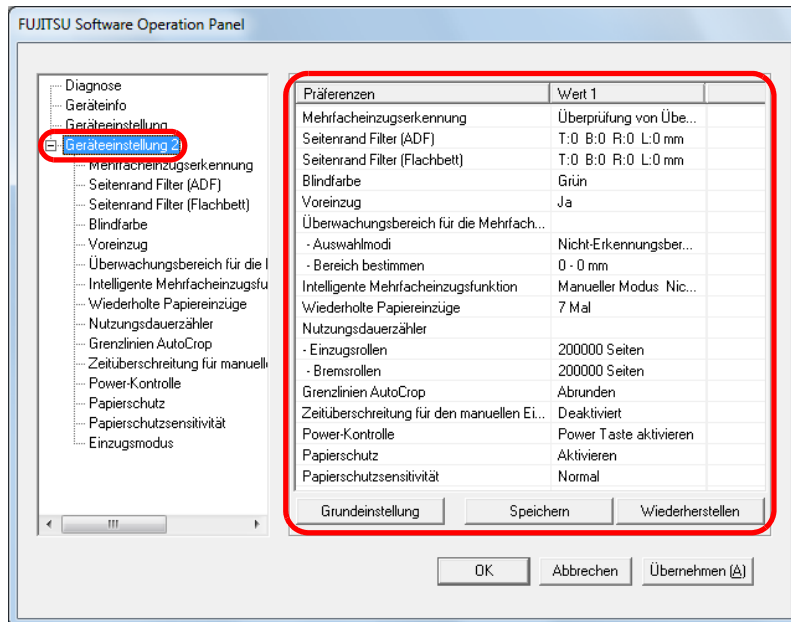 FUJITSU Software Operation Panel
Diagnose
Geräteinfo
Geräteeinstellung
Geräteeinstellung 2
Mehrfacheinzugserkennung
Seitenrand Filter (ADF)
Seitenrand Filter (Flachbett)
Blindfarbe
Voreinzug
Überwachungsbereich für die
Intelligente Mehrfacheinzugsfu
Wiederholte Papiereinzüge
Nutzungsdauerzähler
Grenzlinien AutoCrop
Zeitüberschreitung für manuell
Power-Kontrolle
Papierschutz
Papierschutzsensitivität
Einzugsmodus
Präferenzen Wert 1
Mehrfacheinzugserkennung Überprüfung von Übe...
Seitenrand Filter (ADF) T:0 B:0 R:0 L:0 mm
Seitenrand Filter (Flachbett) T:0 B:0 R:0 L:0 mm
Blindfarbe Grün
Voreinzug Ja
Überwachungsbereich für die Mehrfach...
- Auswahlmodi Nicht-Erkennungsber...
- Bereich bestimmen 0 - 0 mm
Intelligente Mehrfacheinzugsfunktion Manueller Modus Nic...
Wiederholte Papiereinzüge 7 Mal
Nutzungsdauerzähler
- Einzugsrollen 200000 Seiten
- Bremsrollen 200000 Seiten
Grenzlinien AutoCrop Abrunden
Zeitüberschreitung für den manuellen Ei... Deaktiviert
Power-Kontrolle Power Taste aktivieren
Papierschutz Aktivieren
Papierschutzsensitivität Normal
Grundeinstellung Speichern Wiederherstellen
OK Abbrechen Übernehmen (A)